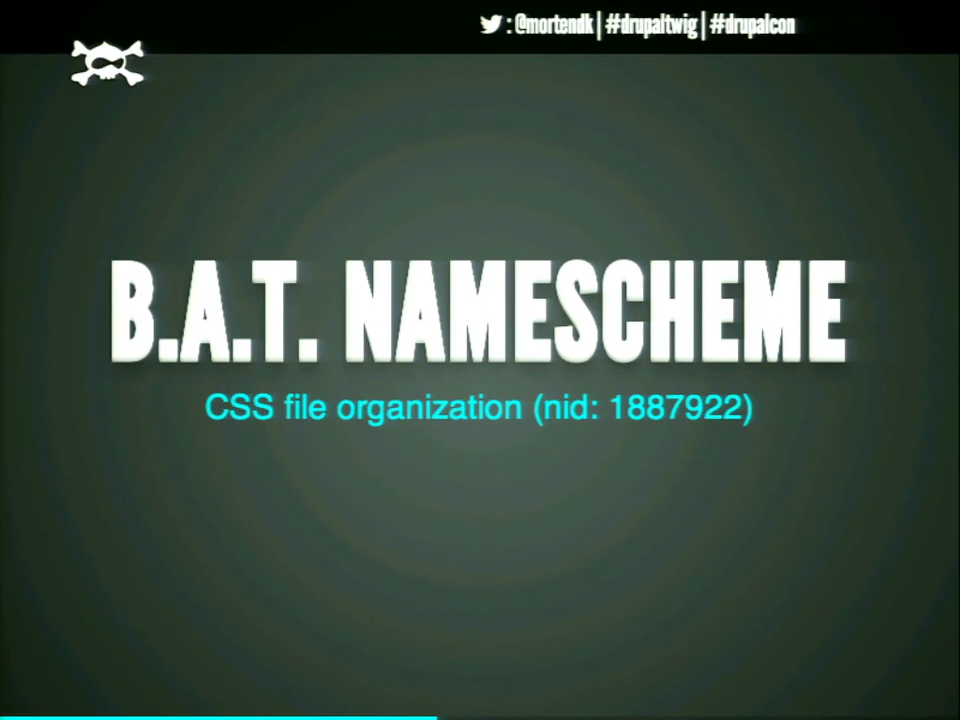 : @mortendk | #drupaltwig | #drupalcon
B.A.T. NAMESCHEME
CSS file organization (nid: 1887922)